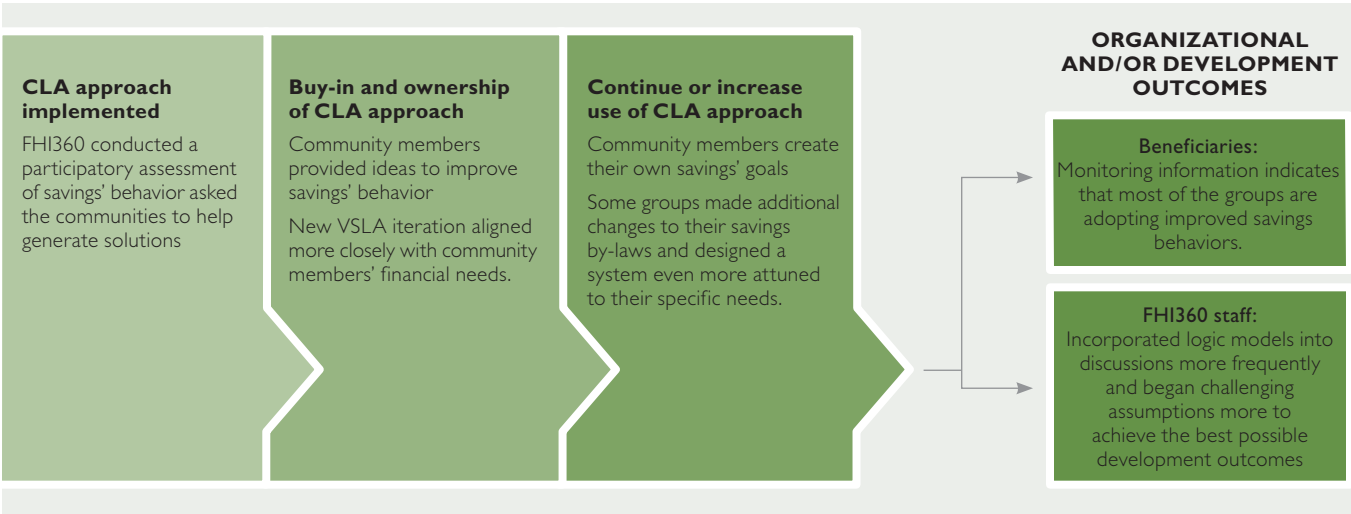 CLA approach
implemented
FHI360 conducted a
participatory assessment
of savings' behavior asked
the communities to help
generate solutions
Buy-in and ownership
of CLA approach
Community members
provided ideas to improve
savings' behavior
New VSLA iteration aligned
more closely with community
members' financial needs.
Continue or increase
use of CLA approach
Community members create
their own savings' goals
Some groups made additional
changes to their savings
by-laws and designed a
system even more attuned
to their specific needs.
ORGANIZATIONAL
AND/OR DEVELOPMENT
OUTCOMES
Beneficiaries:
Monitoring information indicates
that most of the groups are
adopting improved savings
behaviors.
FHI360 staff:
Incorporated logic models into
discussions more frequently
and began challenging
assumptions more to
achieve the best possible
development outcomes